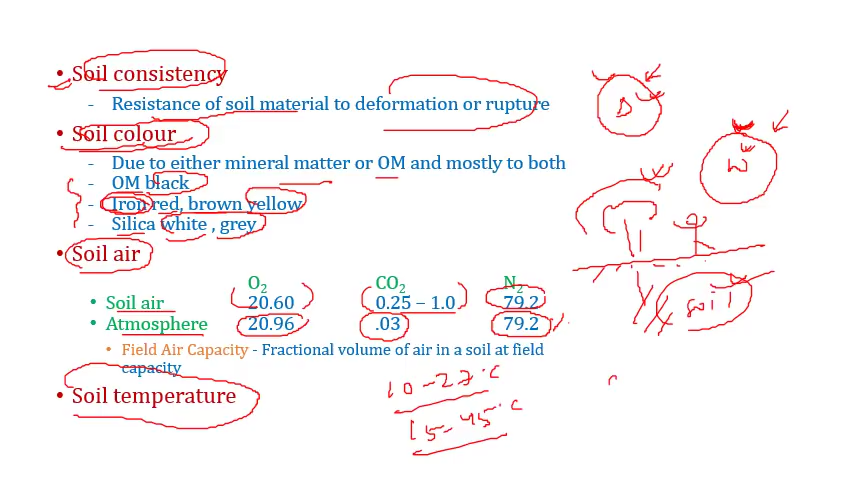 • Soil consistency
- Resistance of soil material to deformation or rupture
• Soil colour
- Due to either mineral matter or OM and mostly to both
- OM black
- Iron red, brown yellow
- Silica white , grey
• Soil air
O2 CO2 N2
• Soil air 20.60 0.25 – 1.0 79.2
• Atmosphere 20.96 .03 79.2
• Field Air Capacity - Fractional volume of air in a soil at field
capacity
• Soil temperature
10-27°C
15-45°C
D
W
soil